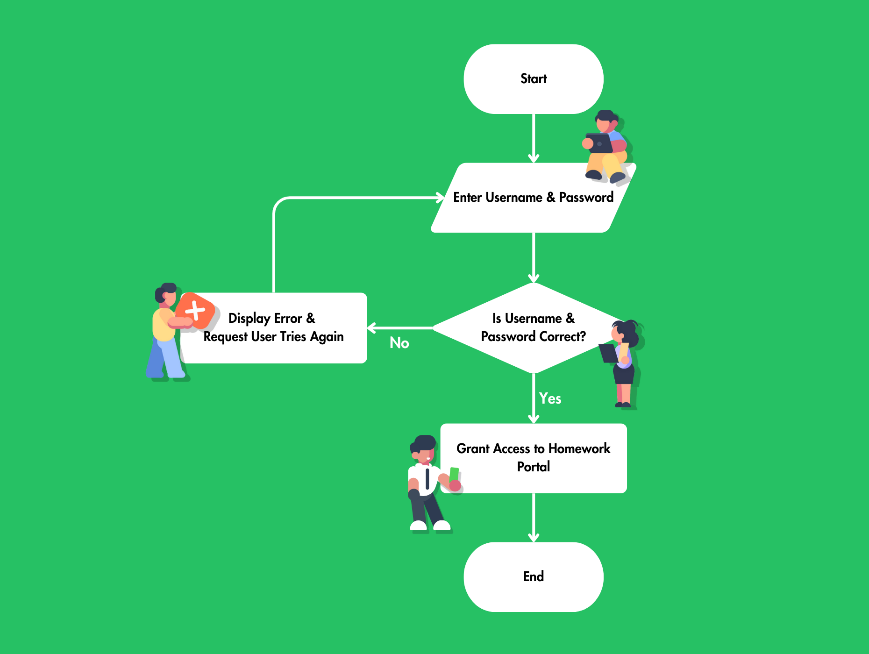 Start
Enter Username & Password
Is Username &
Password Correct?
No
Display Error &
Request User Tries Again
Yes
Grant Access to Homework
Portal
End